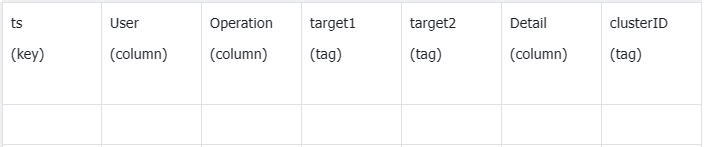 ts User Operation target1 target2 Detail clusterID
(key) (column) (column) (tag) (tag) (column) (tag)